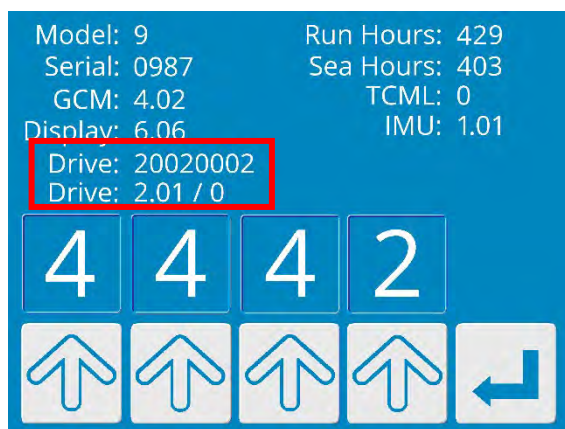 Model: 9
Serial: 0987
GCM: 4.02
Display: 6.06
Drive: 20020002
Drive: 2.01 / 0
Run Hours: 429
Sea Hours: 403
TCML: 0
IMU: 1.01
4 4 4 2